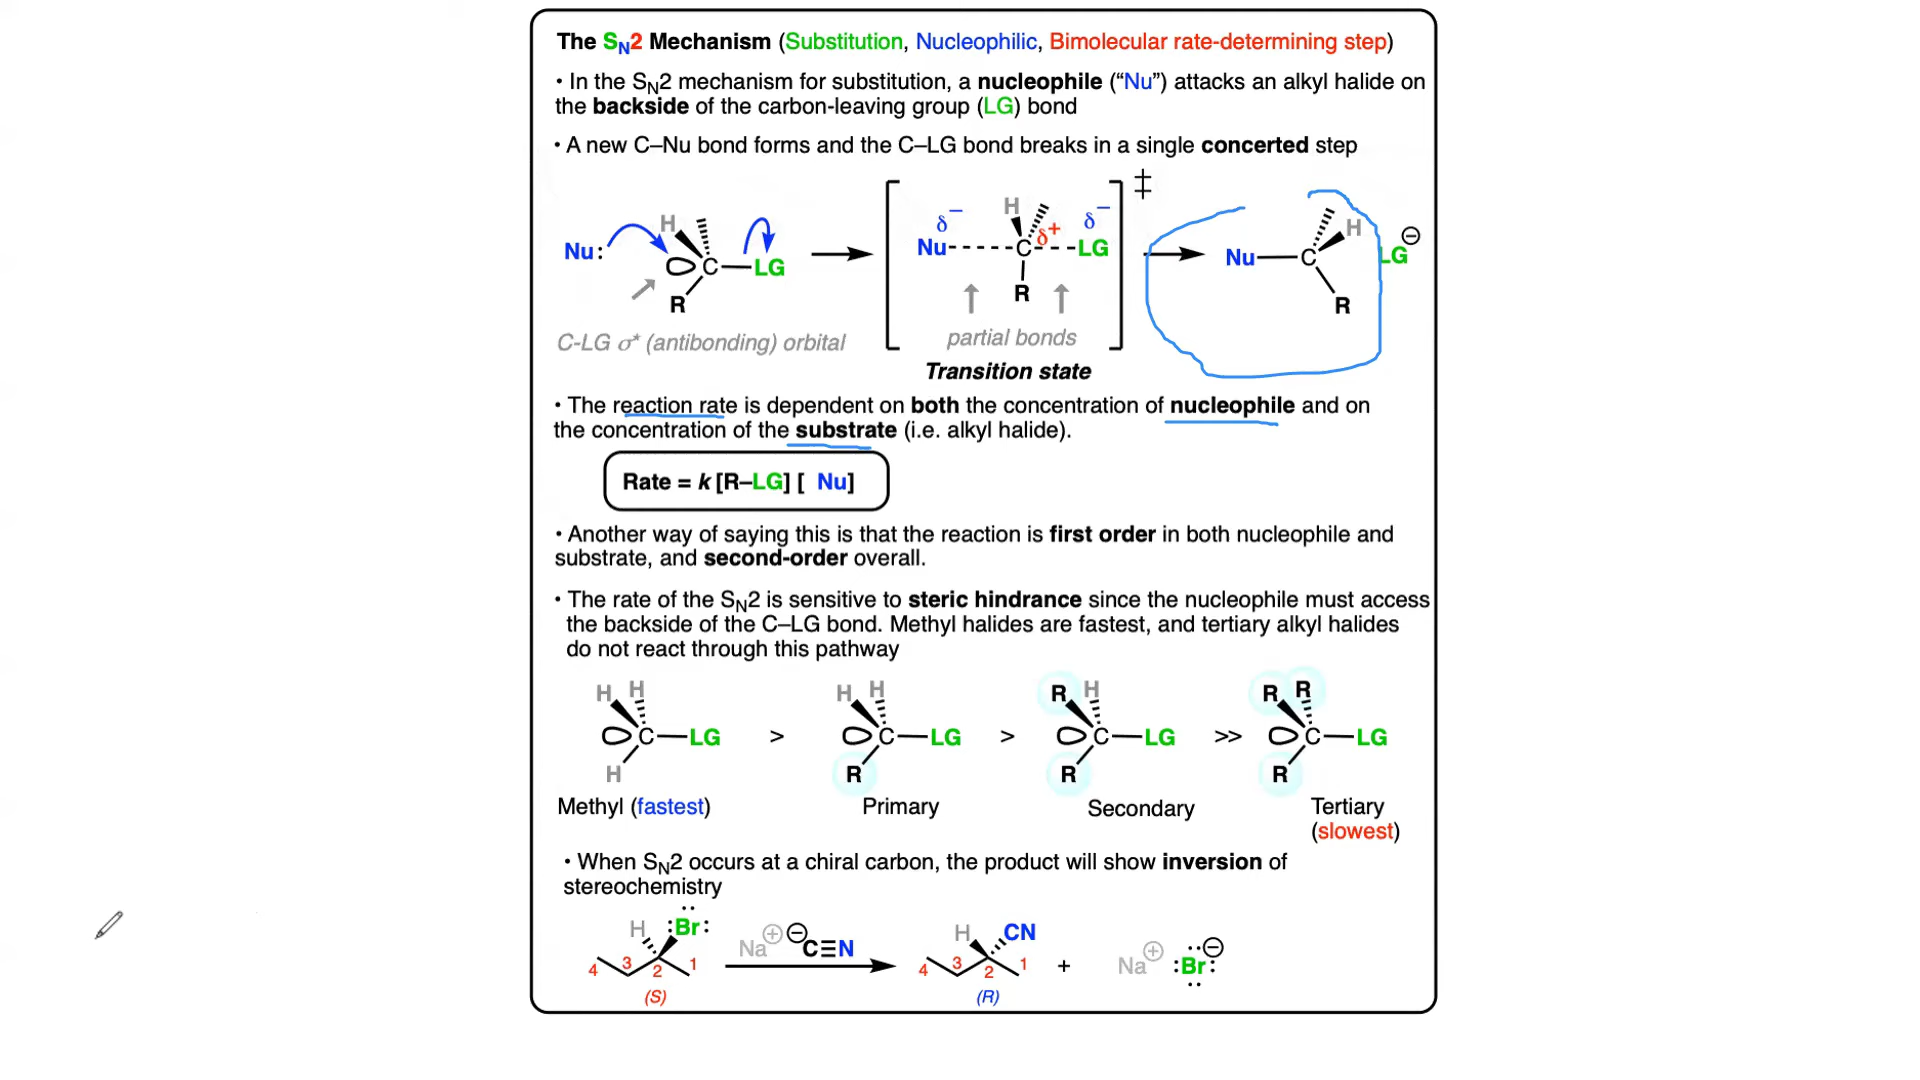 The SN2 Mechanism (Substitution, Nucleophilic, Bimolecular rate-determining step)
• In the SN2 mechanism for substitution, a nucleophile (“Nu”) attacks an alkyl halide on
the backside of the carbon-leaving group (LG) bond
• A new C–Nu bond forms and the C–LG bond breaks in a single concerted step
Nu: H C LG R
δ− Nu H C δ+ δ− LG R ‡
Nu C H R LG ⊖
C-LG σ* (antibonding) orbital
partial bonds
Transition state
• The reaction rate is dependent on both the concentration of nucleophile and on
the concentration of the substrate (i.e. alkyl halide).
Rate = k [R–LG] [ Nu]
• Another way of saying this is that the reaction is first order in both nucleophile and
substrate, and second-order overall.
• The rate of the SN2 is sensitive to steric hindrance since the nucleophile must access
the backside of the C–LG bond. Methyl halides are fastest, and tertiary alkyl halides
do not react through this pathway
H H H H R H R R
C LG > C LG > C LG >> C LG
H R R R
Methyl (fastest) Primary Secondary Tertiary
(slowest)
• When SN2 occurs at a chiral carbon, the product will show inversion of
stereochemistry
H :Br: Na⊕ ⊖C≡N H CN
4 3 2 1 4 3 2 1 + Na⊕ :Br:⊖
(S) (R)